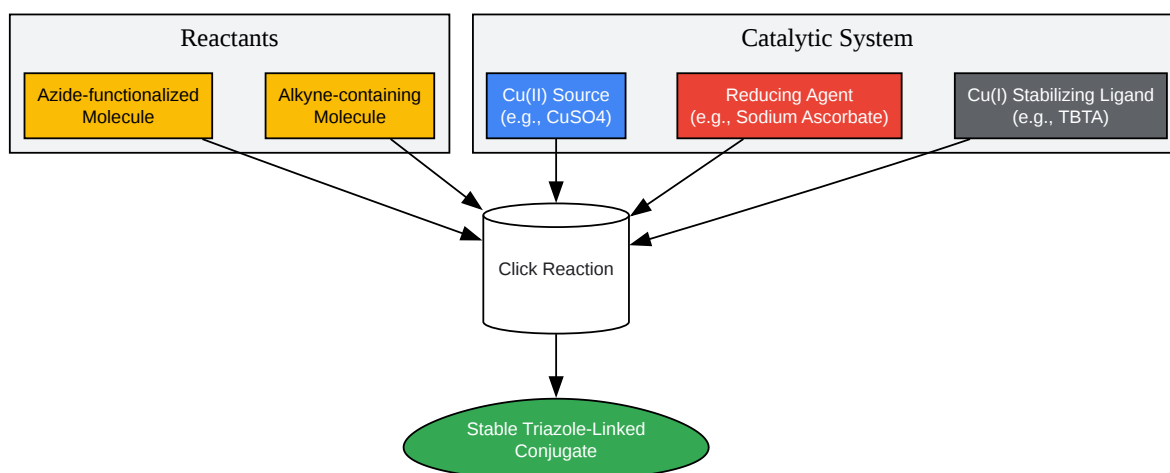 Reactants
Catalytic System
Azide-functionalized
Molecule
Alkyne-containing
Molecule
Cu(II) Source
(e.g., CuSO4)
Reducing Agent
(e.g., Sodium Ascorbate)
Cu(I) Stabilizing Ligand
(e.g., TBTA)
Click Reaction
Stable Triazole-Linked
Conjugate